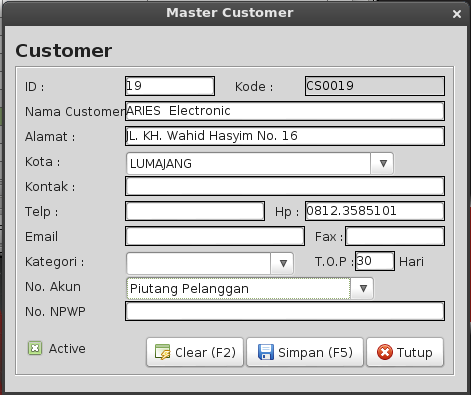 Master Customer
Customer
ID : 19 Kode : CS0019
Nama Customer ARIES  Electronic
Alamat : JL. KH. Wahid Hasyim No. 16
Kota : LUMAJANG
Kontak :
Telp : Hp : 0812.3585101
Email Fax :
Kategori : T.O.P : 30 Hari
No. Akun Piutang Pelanggan
No. NPWP
Active Clear (F2) Simpan (F5) Tutup